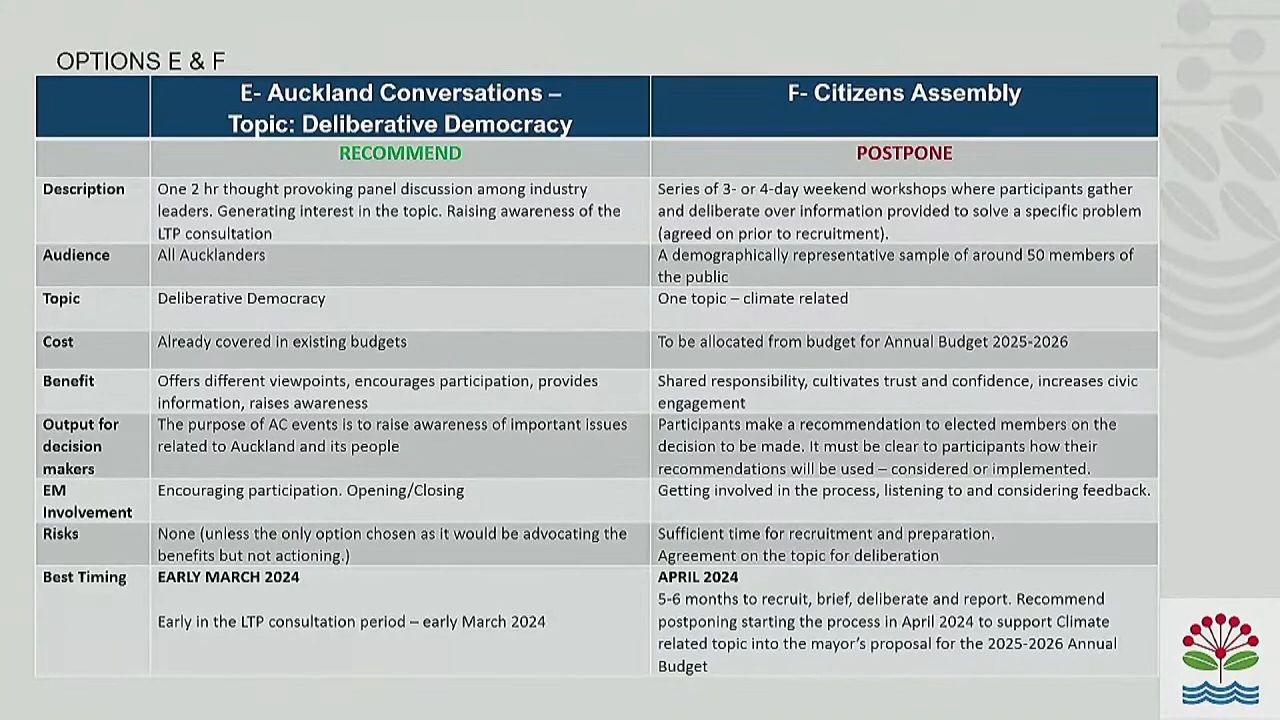 OPTIONS E & F
E- Auckland Conversations –
Topic: Deliberative Democracy
F- Citizens Assembly
RECOMMEND
POSTPONE
Description
One 2 hr thought provoking panel discussion among industry
leaders. Generating interest in the topic. Raising awareness of the
LTP consultation
Series of 3- or 4-day weekend workshops where participants gather
and deliberate over information provided to solve a specific problem
(agreed on prior to recruitment).
Audience
All Aucklanders
A demographically representative sample of around 50 members of
the public
Topic
Deliberative Democracy
One topic – climate related
Cost
Already covered in existing budgets
To be allocated from budget for Annual Budget 2025-2026
Benefit
Offers different viewpoints, encourages participation, provides
information, raises awareness
Shared responsibility, cultivates trust and confidence, increases civic
engagement
Output for
decision
makers
The purpose of AC events is to raise awareness of important issues
related to Auckland and its people
Participants make a recommendation to elected members on the
decision to be made. It must be clear to participants how their
recommendations will be used – considered or implemented.
EM
Involvement
Encouraging participation. Opening/Closing
Getting involved in the process, listening to and considering feedback.
Risks
None (unless the only option chosen as it would be advocating the
benefits but not actioning.)
Sufficient time for recruitment and preparation.
Agreement on the topic for deliberation
Best Timing
EARLY MARCH 2024
Early in the LTP consultation period – early March 2024
APRIL 2024
5-6 months to recruit, brief, deliberate and report. Recommend
postponing starting the process in April 2024 to support Climate
related topic into the mayor's proposal for the 2025-2026 Annual
Budget